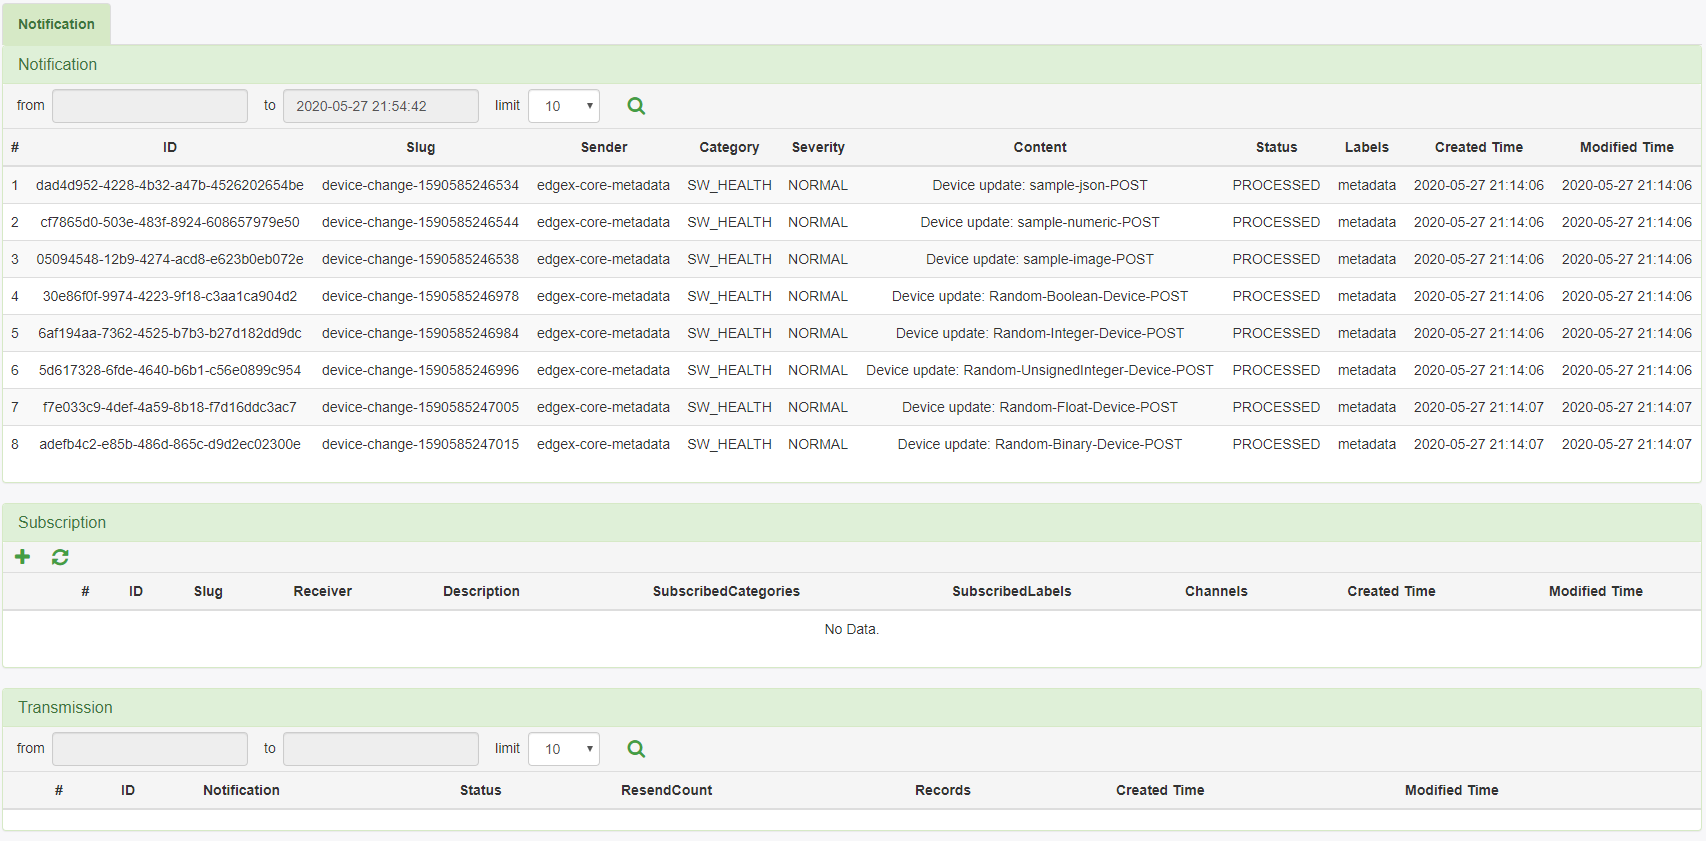 Notification
Notification
from to 2020-05-27 21:54:42 limit 10
# ID Slug Sender Category Severity Content Status Labels Created Time Modified Time
1 dad4d952-4228-4b32-a47b-4526202654be device-change-1590585246534 edgex-core-metadata SW_HEALTH NORMAL Device update: sample-json-POST PROCESSED metadata 2020-05-27 21:14:06 2020-05-27 21:14:06
2 cf7865d0-503e-483f-8924-608657979e50 device-change-1590585246544 edgex-core-metadata SW_HEALTH NORMAL Device update: sample-numeric-POST PROCESSED metadata 2020-05-27 21:14:06 2020-05-27 21:14:06
3 05094548-12b9-4274-acd8-e623b0eb072e device-change-1590585246538 edgex-core-metadata SW_HEALTH NORMAL Device update: sample-image-POST PROCESSED metadata 2020-05-27 21:14:06 2020-05-27 21:14:06
4 30e86f0f-9974-4223-9f18-c3aa1ca904d2 device-change-1590585246978 edgex-core-metadata SW_HEALTH NORMAL Device update: Random-Boolean-Device-POST PROCESSED metadata 2020-05-27 21:14:06 2020-05-27 21:14:06
5 6af194aa-7362-4525-b7b3-b27d182dd9dc device-change-1590585246984 edgex-core-metadata SW_HEALTH NORMAL Device update: Random-Integer-Device-POST PROCESSED metadata 2020-05-27 21:14:06 2020-05-27 21:14:06
6 5d617328-6fde-4640-b6b1-c56e0899c954 device-change-1590585246996 edgex-core-metadata SW_HEALTH NORMAL Device update: Random-UnsignedInteger-Device-POST PROCESSED metadata 2020-05-27 21:14:06 2020-05-27 21:14:06
7 f7e033c9-4def-4a59-8b18-f7d16ddc3ac7 device-change-1590585247005 edgex-core-metadata SW_HEALTH NORMAL Device update: Random-Float-Device-POST PROCESSED metadata 2020-05-27 21:14:07 2020-05-27 21:14:07
8 adefb4c2-e85b-486d-865c-d9d2ec02300e device-change-1590585247015 edgex-core-metadata SW_HEALTH NORMAL Device update: Random-Binary-Device-POST PROCESSED metadata 2020-05-27 21:14:07 2020-05-27 21:14:07
Subscription
# ID Slug Receiver Description SubscribedCategories SubscribedLabels Channels Created Time Modified Time
No Data.
Transmission
from to limit 10
# ID Notification Status ResendCount Records Created Time Modified Time